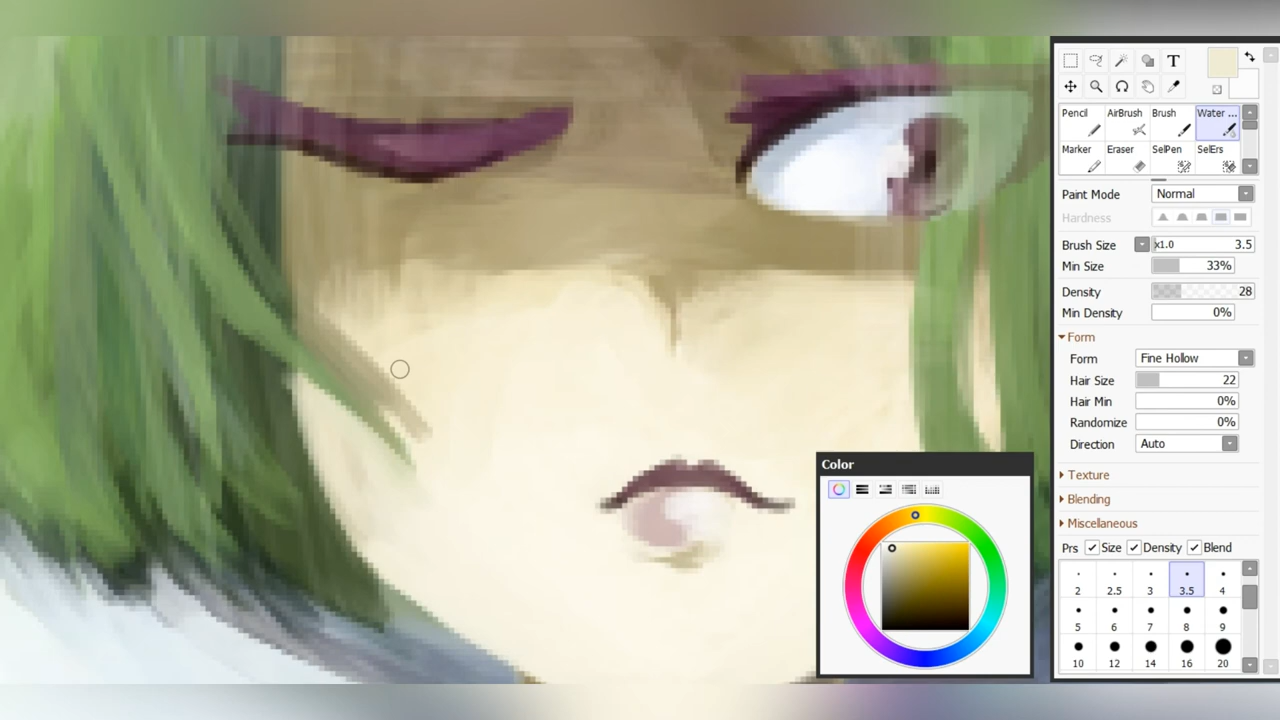 T
Pencil AirBrush Brush Water ...
Marker Eraser SelPen SelErs
Paint Mode Normal
Hardness
Brush Size x1.0 3.5
Min Size 33%
Density 28
Min Density 0%
Form
Form Fine Hollow
Hair Size 22
Hair Min 0%
Randomize 0%
Direction Auto
Texture
Blending
Miscellaneous
Prs Size Density Blend
2 2.5 3 3.5 4
5 6 7 8 9
10 12 14 16 20
Color